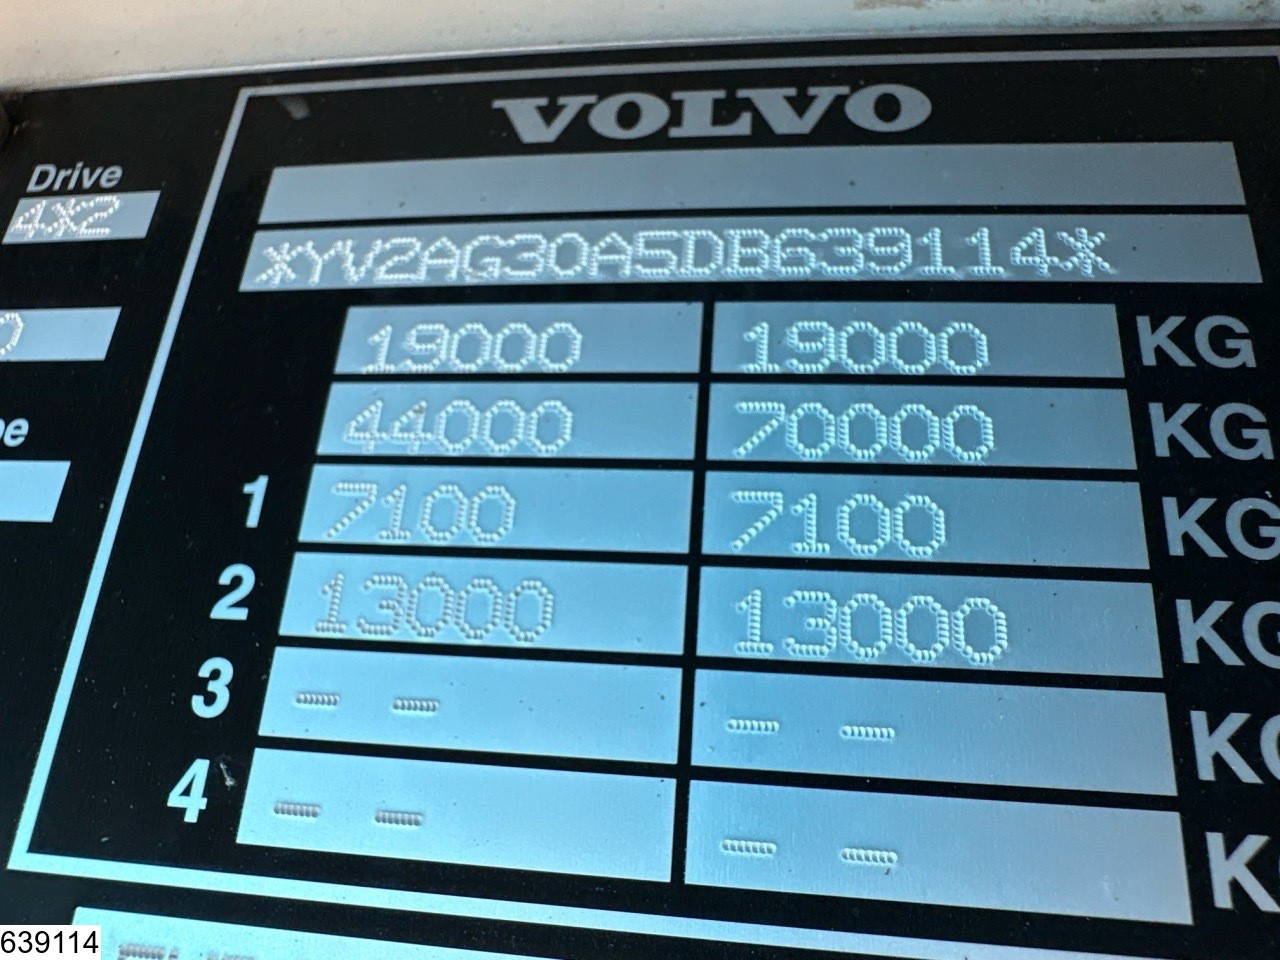 VOLVO
Drive
4X2
*YV2AG30A5DB639114*
19000 19000 KG
44000 70000 KG
1 7100 7100 KG
2 13000 13000 KG
3 – – – – KG
4 – – – – K
639114